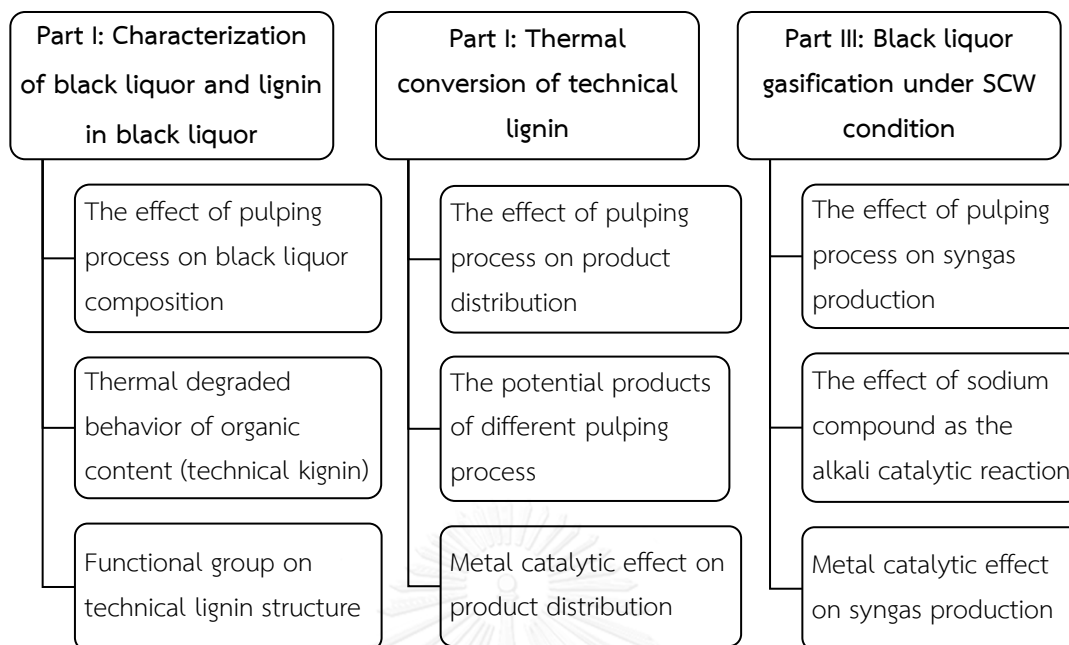 Part I: Characterization
of black liquor and lignin
in black liquor
The effect of pulping
process on black liquor
composition
Thermal degraded
behavior of organic
content (technical kignin)
Functional group on
technical lignin structure
Part I: Thermal
conversion of technical
lignin
The effect of pulping
process on product
distribution
The potential products
of different pulping
process
Metal catalytic effect on
product distribution
Part III: Black liquor
gasification under SCW
condition
The effect of pulping
process on syngas
production
The effect of sodium
compound as the
alkali catalytic reaction
Metal catalytic effect
on syngas production